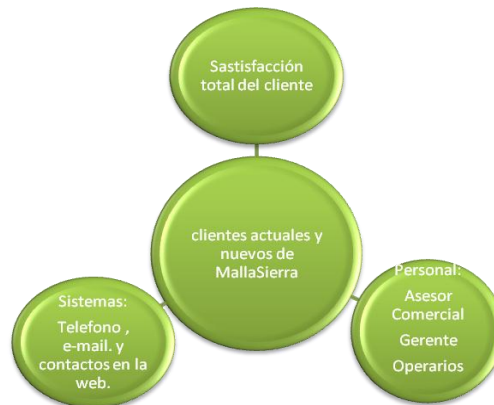 Sastisfacción
total del cliente
clientes actuales y
nuevos de
MallaSierra
Sistemas:
Telefono ,
e-mail. y
contactos en la
web.
Personal:
Asesor
Comercial
Gerente
Operarios